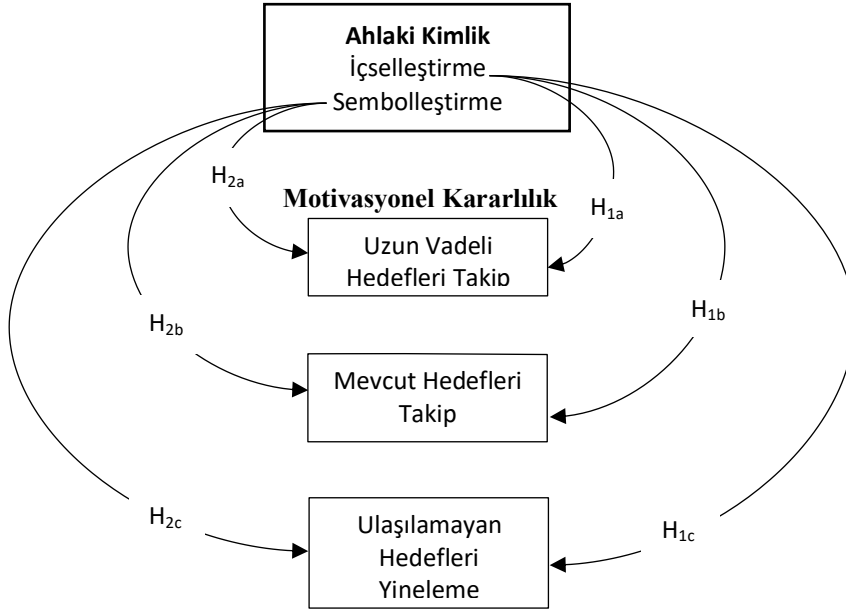 Ahlaki Kimlik
İçselleştirme
Sembolleştirme
H2a
Motivasyonel Kararlılık
H1a
Uzun Vadeli
Hedefleri Takip
H2b
H1b
Mevcut Hedefleri
Takip
H2c
H1c
Ulaşılamayan
Hedefleri
Yineleme